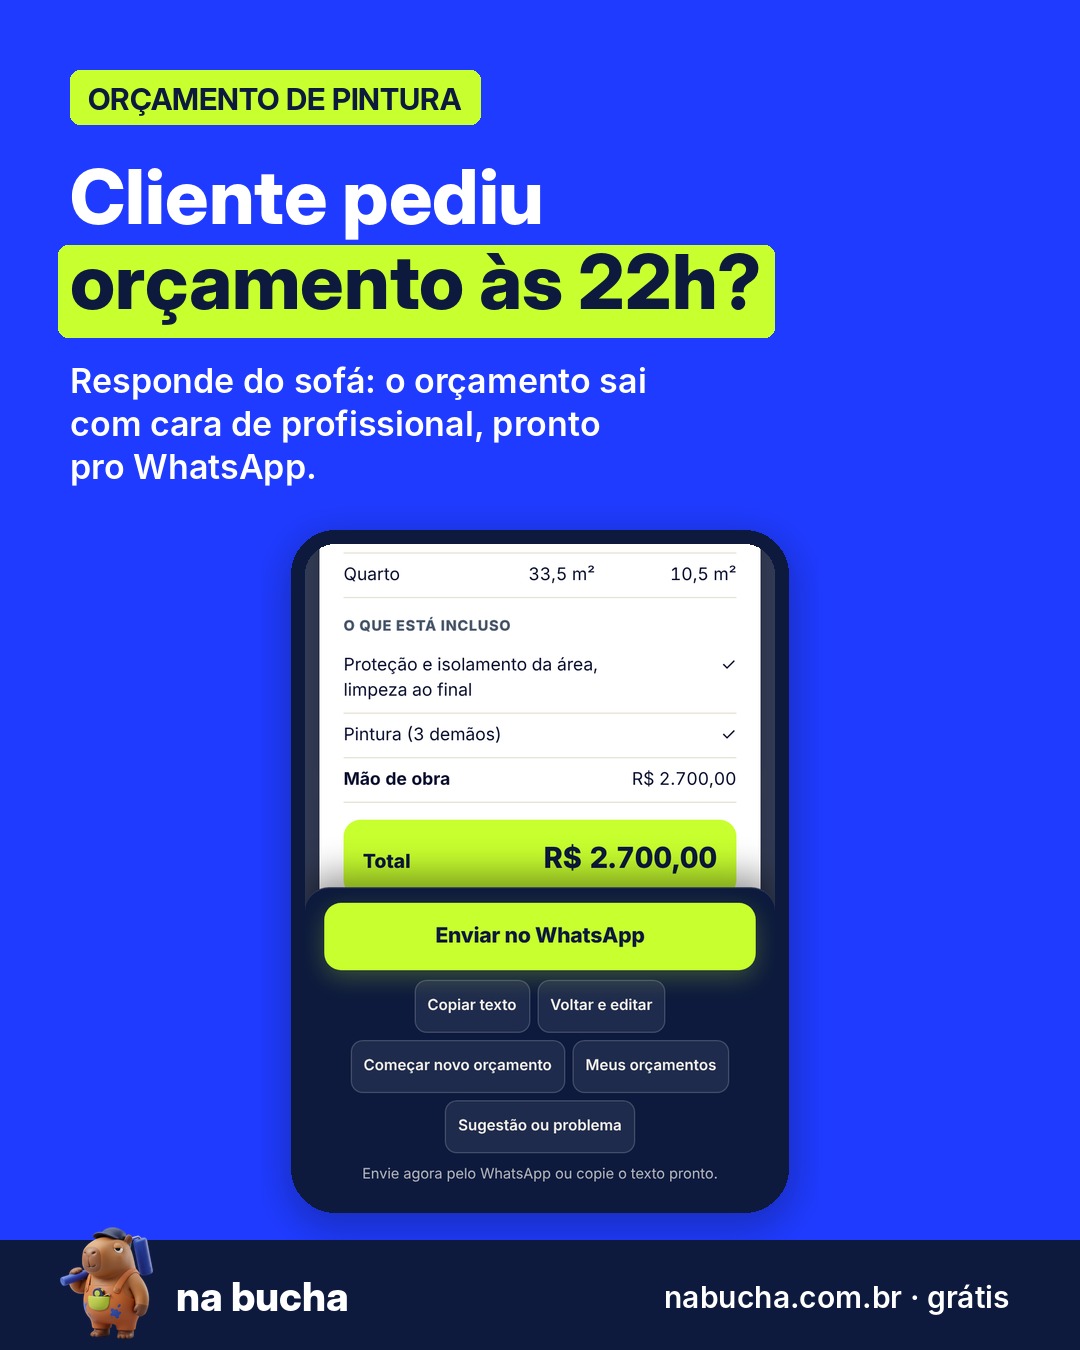 ORÇAMENTO DE PINTURA
Cliente pediu
orçamento às 22h?
Responde do sofá: o orçamento sai
com cara de profissional, pronto
pro WhatsApp.
Quarto 33,5 m² 10,5 m²
O QUE ESTÁ INCLUSO
Proteção e isolamento da área, ✓
limpeza ao final
Pintura (3 demãos) ✓
Mão de obra R$ 2.700,00
Total R$ 2.700,00
Enviar no WhatsApp
Copiar texto Voltar e editar
Começar novo orçamento Meus orçamentos
Sugestão ou problema
Envie agora pelo WhatsApp ou copie o texto pronto.
na bucha nabucha.com.br · grátis